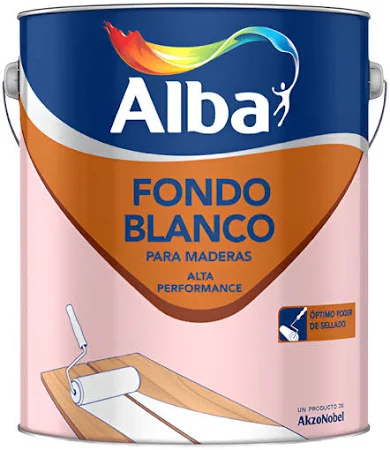 Alba
FONDO
BLANCO
PARA MADERAS
ALTA
PERFORMANCE
ÓPTIMO PODER
DE SELLADO
UN PRODUCTO DE
AkzoNobel